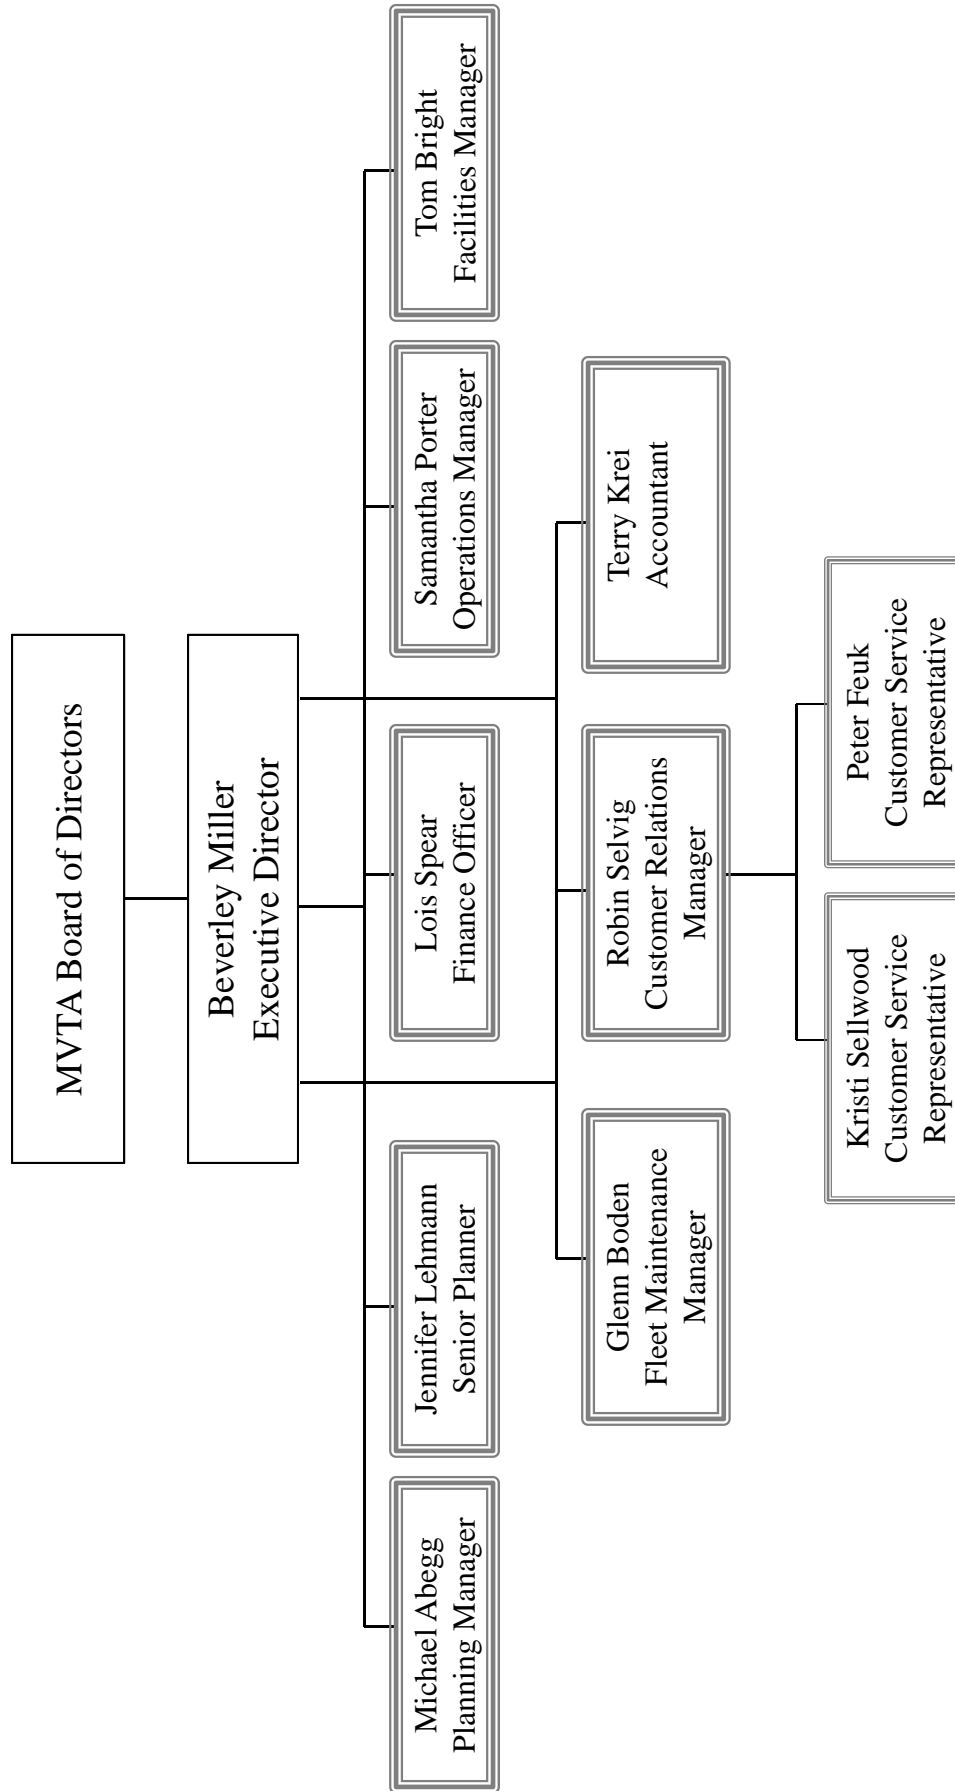 MVTA Board of Directors
Beverley Miller
Executive Director
Michael Abegg
Planning Manager
Jennifer Lehmann
Senior Planner
Lois Spear
Finance Officer
Samantha Porter
Operations Manager
Tom Bright
Facilities Manager
Glenn Boden
Fleet Maintenance
Manager
Robin Selvig
Customer Relations
Manager
Terry Krei
Accountant
Kristi Sellwood
Customer Service
Representative
Peter Feuk
Customer Service
Representative